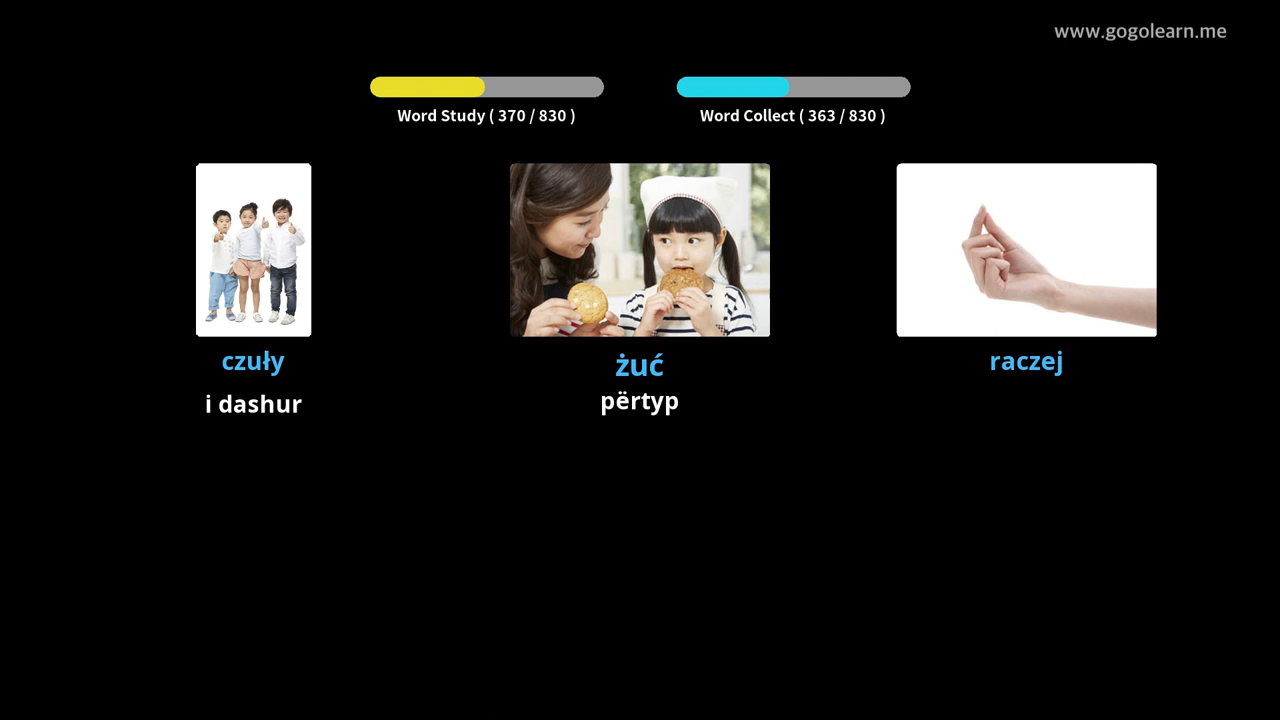 www.gogolearn.me
Word Study ( 370 / 830 )
Word Collect ( 363 / 830 )
czuły
i dashur
żuć
përtyp
raczej